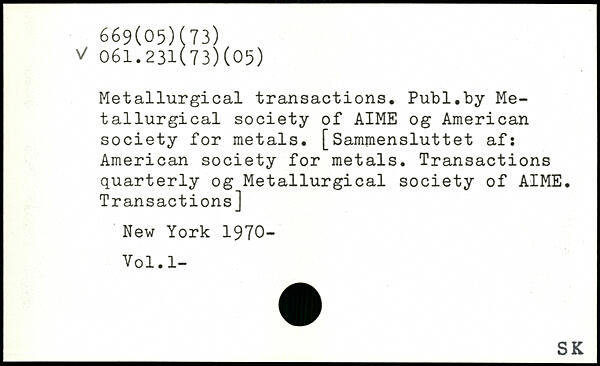 669(05)(73)
✓ 061.231(73)(05)
Metallurgical transactions. Publ.by Me-
tallurgical society of AIME og American
society for metals. [Sammensluttet af:
American society for metals. Transactions
quarterly og Metallurgical society of AIME.
Transactions]
New York 1970-
Vol.1-
SK